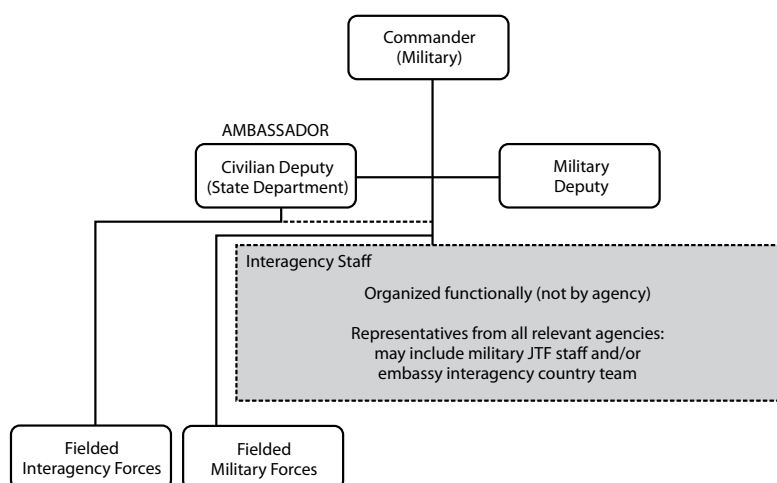 Commander
(Military)
AMBASSADOR
Civilian Deputy
(State Department)
Military
Deputy
Interagency Staff
Organized functionally (not by agency)
Representatives from all relevant agencies:
may include military JTF staff and/or
embassy interagency country team
Fielded
Interagency Forces
Fielded
Military Forces